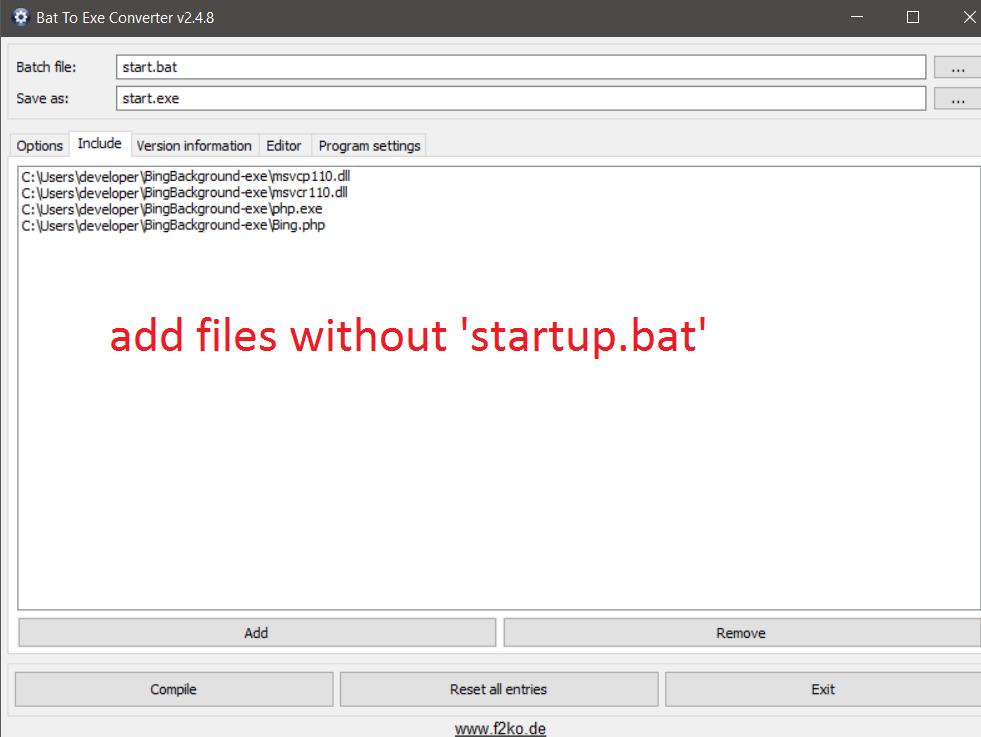 Bat To Exe Converter v2.4.8
Batch file: start.bat ...
Save as: start.exe ...
Options Include Version information Editor Program settings
C:\Users\developer\BingBackground-exe\msvcp110.dll
C:\Users\developer\BingBackground-exe\msvcr110.dll
C:\Users\developer\BingBackground-exe\php.exe
C:\Users\developer\BingBackground-exe\Bing.php
add files without 'startup.bat'
Add Remove
Compile Reset all entries Exit
www.f2ko.de